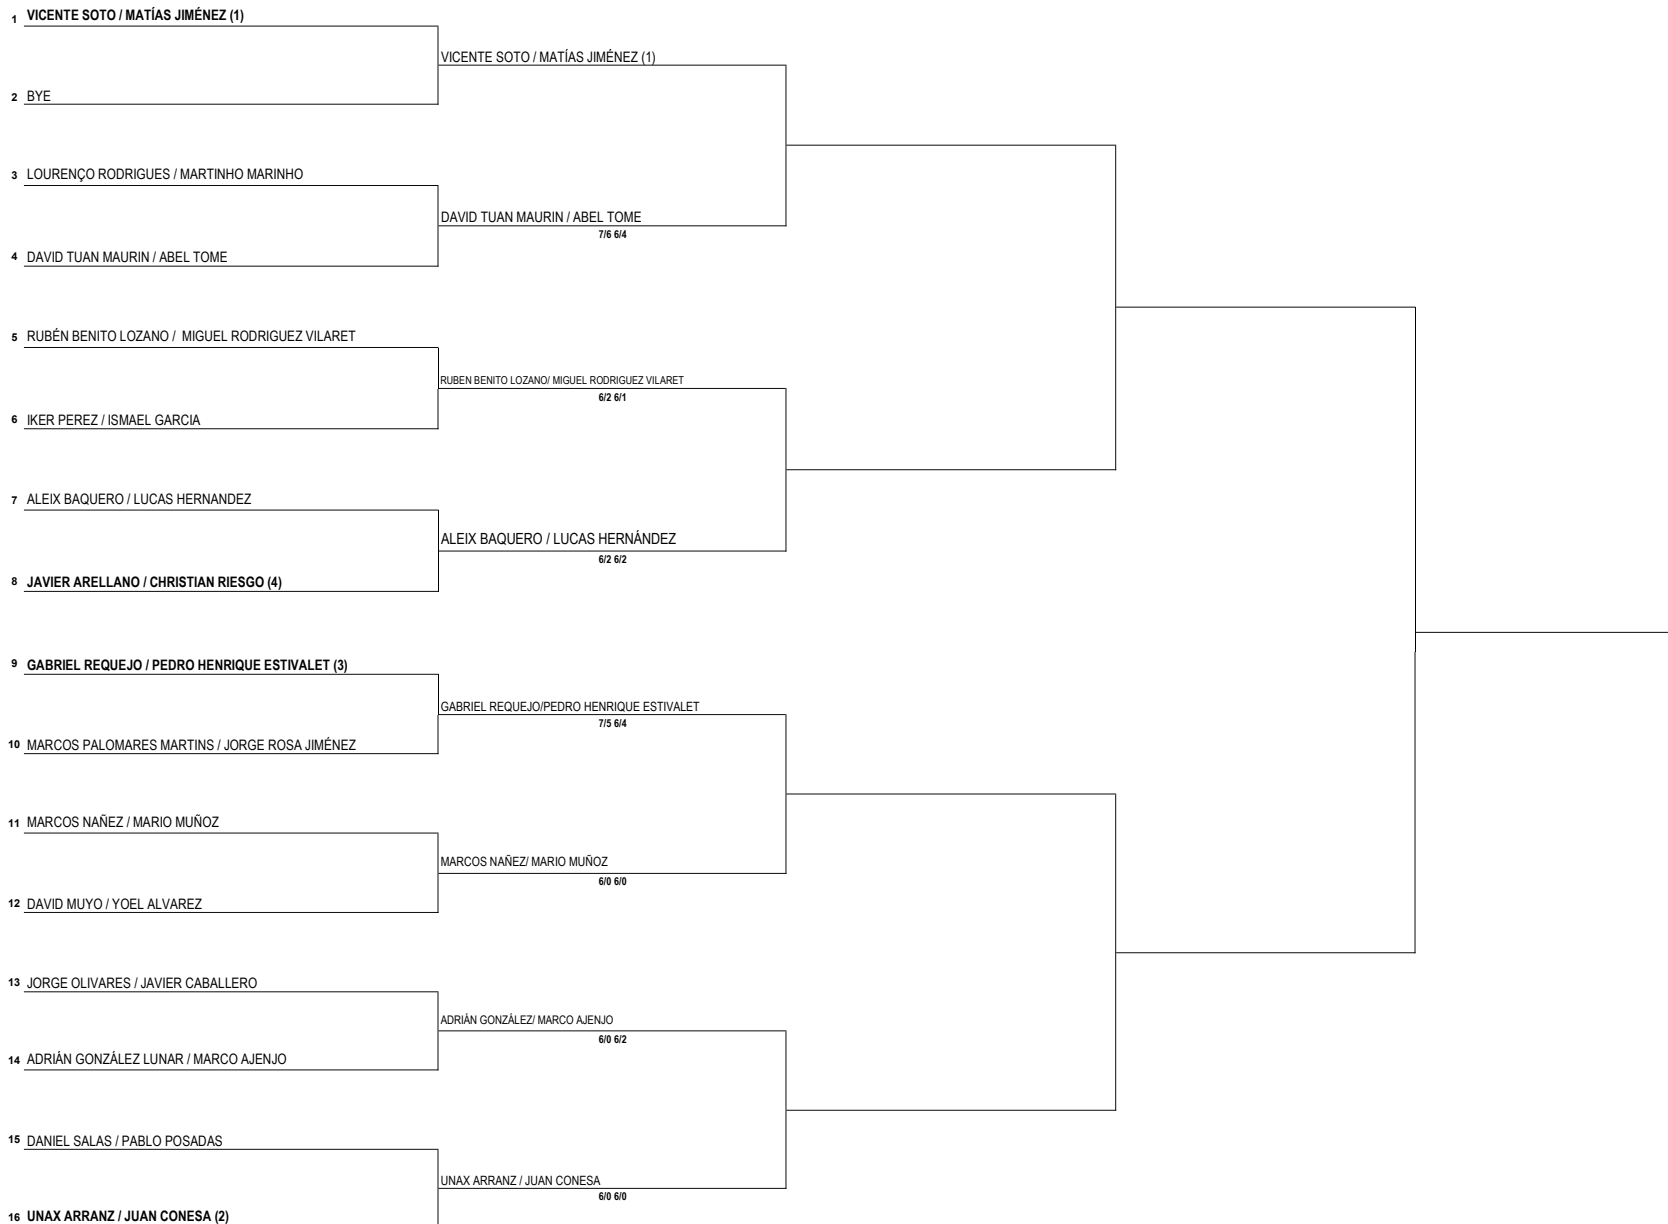 1 VICENTE SOTO / MATÍAS JIMÉNEZ (1)
VICENTE SOTO / MATÍAS JIMÉNEZ (1)
2 BYE
3 LOURENÇO RODRIGUES / MARTINHO MARINHO
DAVID TUAN MAURIN / ABEL TOME
7/6 6/4
4 DAVID TUAN MAURIN / ABEL TOME
5 RUBÉN BENITO LOZANO / MIGUEL RODRIGUEZ VILARET
RUBEN BENITO LOZANO/ MIGUEL RODRIGUEZ VILARET
6/2 6/1
6 IKER PEREZ / ISMAEL GARCIA
7 ALEIX BAQUERO / LUCAS HERNANDEZ
ALEIX BAQUERO / LUCAS HERNÁNDEZ
6/2 6/2
8 JAVIER ARELLANO / CHRISTIAN RIESGO (4)
9 GABRIEL REQUEJO / PEDRO HENRIQUE ESTIVALET (3)
GABRIEL REQUEJO/PEDRO HENRIQUE ESTIVALET
7/5 6/4
10 MARCOS PALOMARES MARTINS / JORGE ROSA JIMÉNEZ
11 MARCOS NAÑEZ / MARIO MUÑOZ
MARCOS NAÑEZ/ MARIO MUÑOZ
6/0 6/0
12 DAVID MUYO / YOEL ALVAREZ
13 JORGE OLIVARES / JAVIER CABALLERO
ADRIÁN GONZÁLEZ/ MARCO AJENJO
6/0 6/2
14 ADRIÁN GONZÁLEZ LUNAR / MARCO AJENJO
15 DANIEL SALAS / PABLO POSADAS
UNAX ARRANZ / JUAN CONESA
6/0 6/0
16 UNAX ARRANZ / JUAN CONESA (2)